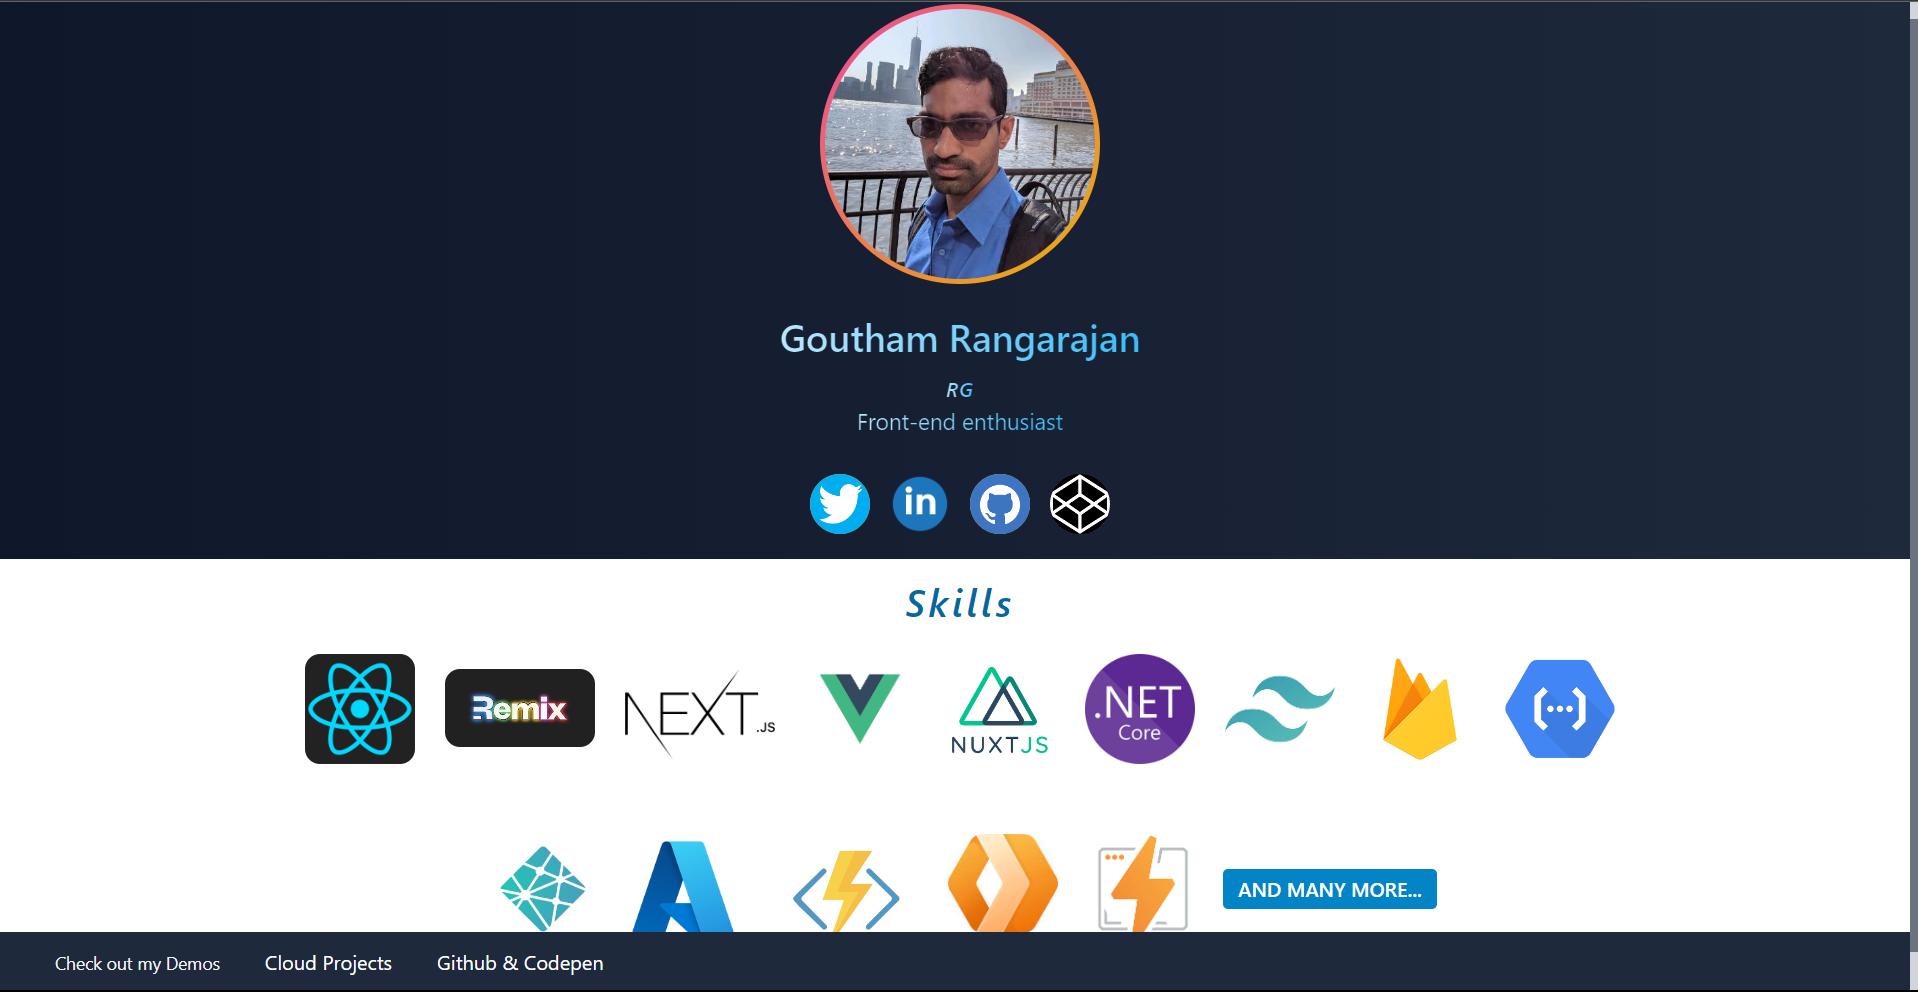 Goutham Rangarajan
RG
Front-end enthusiast
in
Skills
Remix
NEXT.JS
NUXTJS
.NET
Core
AND MANY MORE...
Check out my Demos
Cloud Projects
Github & Codepen